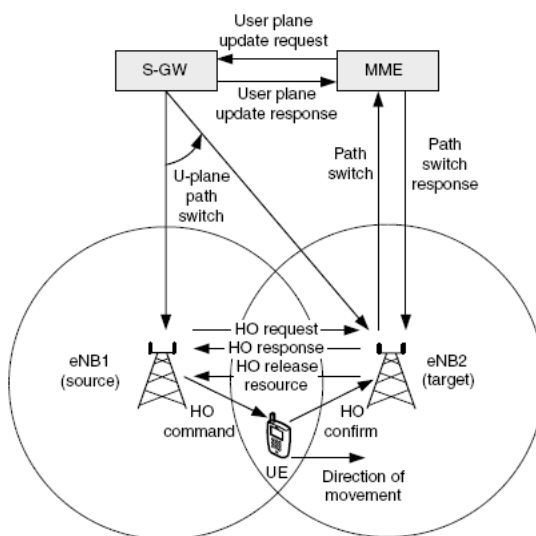 User plane
update request
S-GW
MME
User plane
update response
U-plane
path
switch
Path
switch
Path
switch
response
HO request
HO response
HO release
resource
eNB1
(source)
eNB2
(target)
HO
command
HO
confirm
UE
Direction of
movement